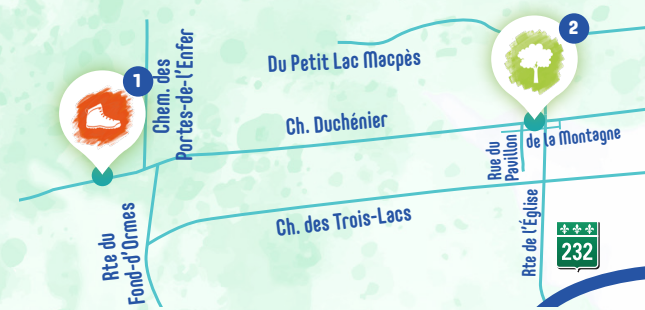 1
2
Chem. des
Portes-de-l'Enfer
Du Petit Lac Macpès
Ch. Duchénier
Rue du
Pavillon
de la Montagne
Ch. des Trois-Lacs
Rte du
Fond-d'Ormes
Rte de l'Église
232